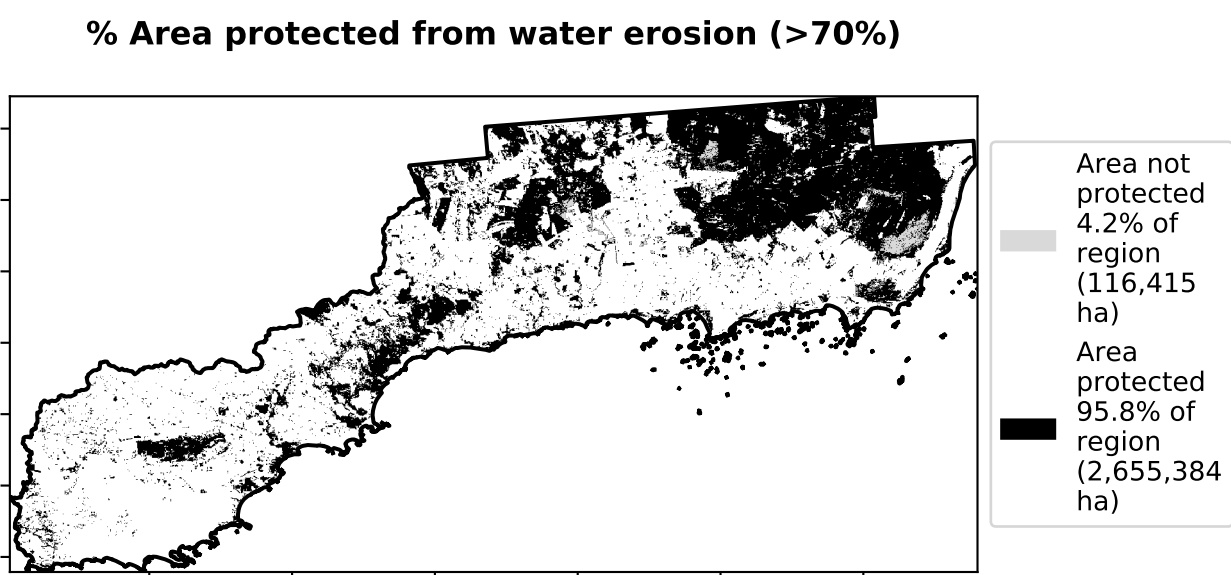 % Area protected from water erosion (>70%)
Area not
protected
4.2% of
region
(116,415
ha)
Area
protected
95.8% of
region
(2,655,384
ha)